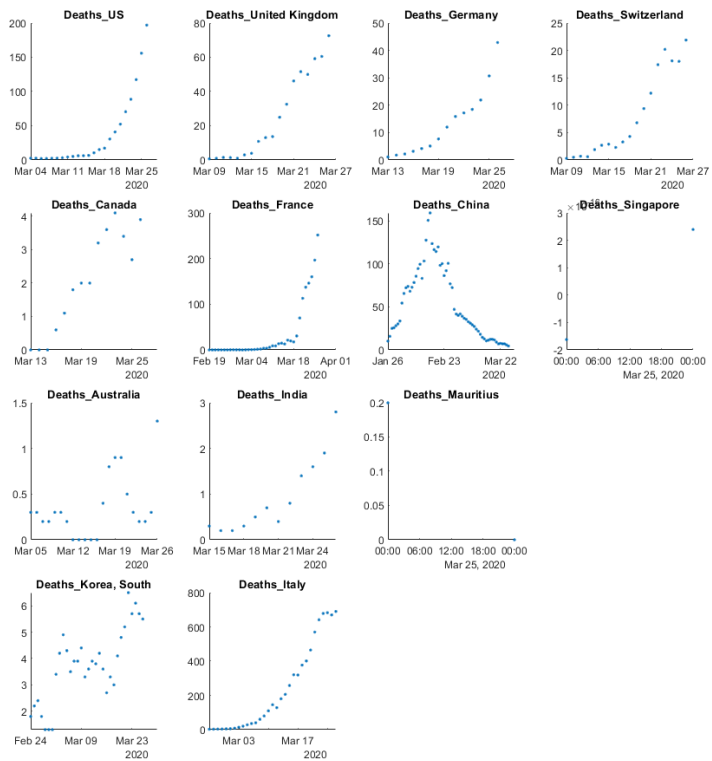 Deaths_US
200
150
100
50
0
Mar 04 Mar 11 Mar 18 Mar 25
2020
Deaths_United Kingdom
80
60
40
20
0
Mar 09 Mar 15 Mar 21 Mar 27
2020
Deaths_Germany
50
40
30
20
10
0
Mar 13 Mar 19 Mar 25
2020
Deaths_Switzerland
25
20
15
10
5
0
Mar 09 Mar 15 Mar 21 Mar 27
2020
Deaths_Canada
4
3
2
1
0
Mar 13 Mar 19 Mar 25
2020
Deaths_France
300
200
100
0
Feb 19 Mar 04 Mar 18 Apr 01
2020
Deaths_China
150
100
50
0
Jan 26 Feb 23 Mar 22
2020
Deaths_Singapore
3
2
1
0
-1
-2
00:00 06:00 12:00 18:00 00:00
Mar 25, 2020
Deaths_Australia
1.5
1
0.5
0
Mar 05 Mar 12 Mar 19 Mar 26
2020
Deaths_India
3
2
1
0
Mar 15 Mar 18 Mar 21 Mar 24
2020
Deaths_Mauritius
0.2
0.15
0.1
0.05
0
00:00 06:00 12:00 18:00 00:00
Mar 25, 2020
Deaths_Korea, South
6
5
4
3
2
Feb 24 Mar 09 Mar 23
2020
Deaths_Italy
800
600
400
200
0
Mar 03 Mar 17
2020